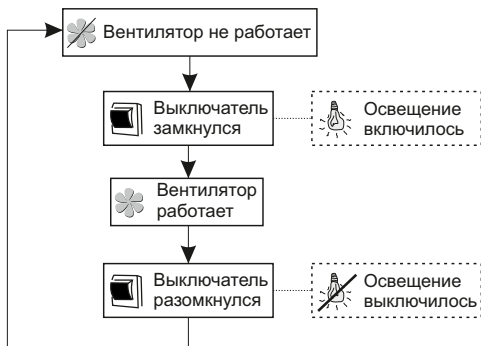 Вентилятор не работает
Выключатель
замкнулся
Освещение
включилось
Вентилятор
работает
Выключатель
разомкнулся
Освещение
выключилось